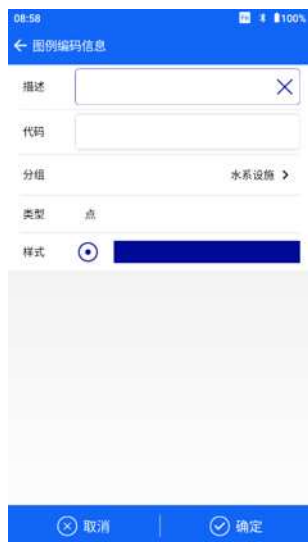 08:58 100%
图例编码信息
描述
代码
分组 水系设施
类型 点
样式
取消 确定